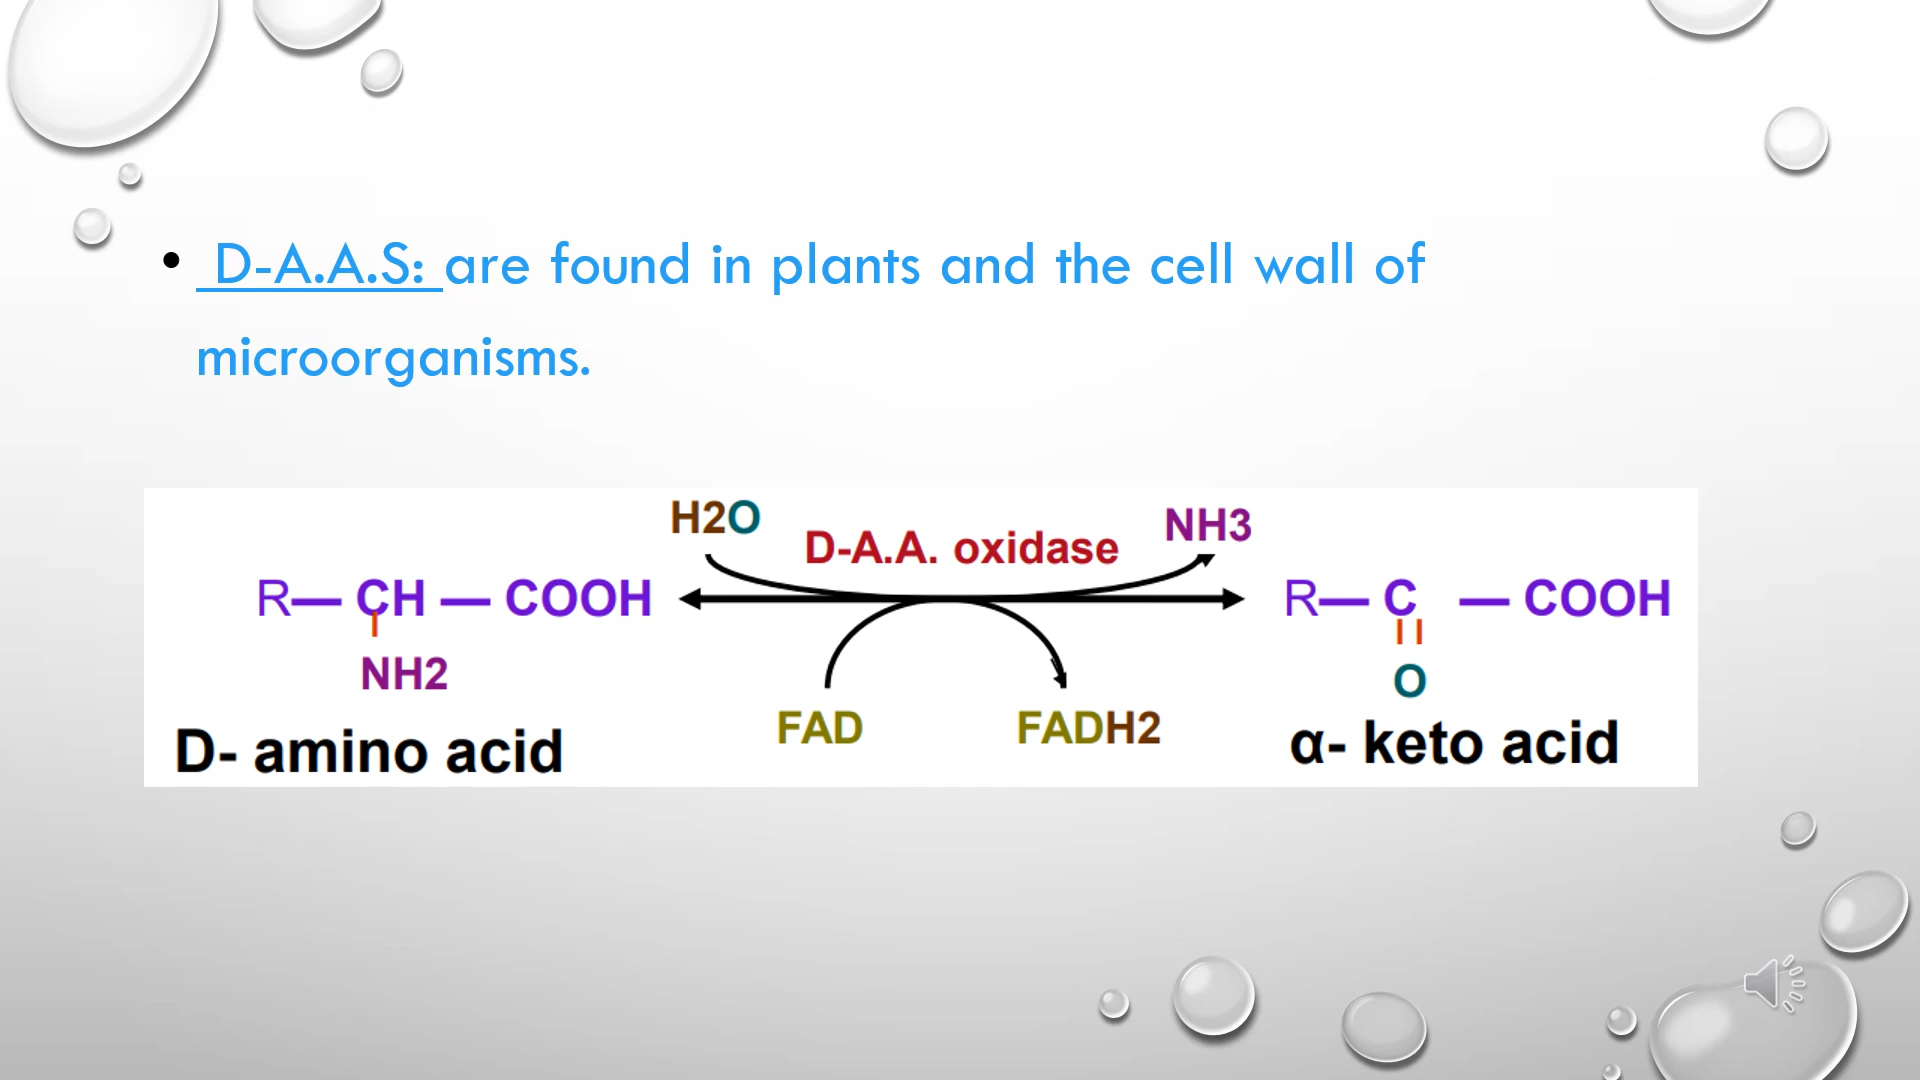 • D-A.A.S: are found in plants and the cell wall of
microorganisms.
H2O D-A.A. oxidase NH3
R— CH — COOH R— C — COOH
NH2 O
FAD FADH2
D- amino acid α- keto acid